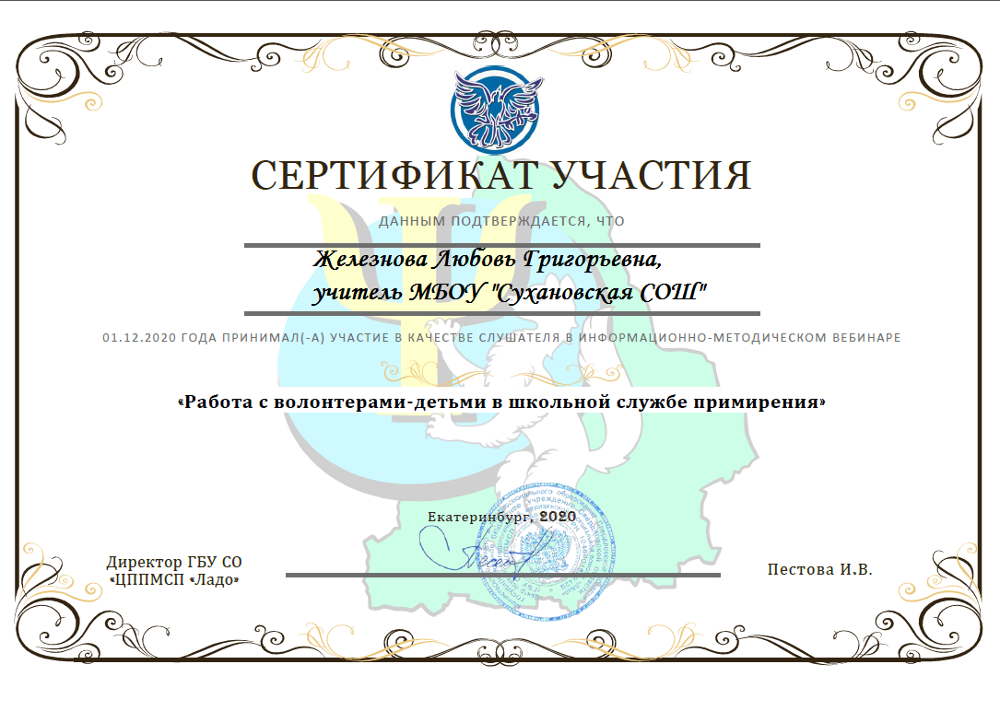 СЕРТИФИКАТ УЧАСТИЯ
ДАННЫМ ПОДТВЕРЖДАЕТСЯ, ЧТО
Железнова Любовь Григорьевна,
учитель МБОУ "Сухановская СОШ"
01.12.2020 ГОДА ПРИНИМАЛ(-А) УЧАСТИЕ В КАЧЕСТВЕ СЛУШАТЕЛЯ В ИНФОРМАЦИОННО-МЕТОДИЧЕСКОМ ВЕБИНАРЕ
«Работа с волонтерами-детьми в школьной службе примирения»
Екатеринбург, 2020
Директор ГБУ СО
«ЦППМСП «Ладо»
Пестова И.В.